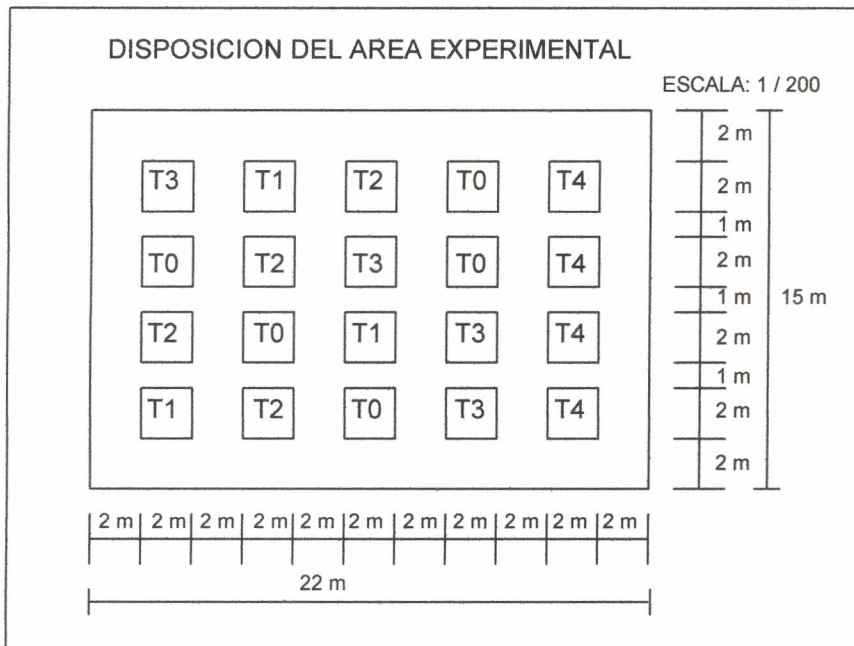 DISPOSICION DEL AREA EXPERIMENTAL
ESCALA: 1 / 200
2 m
T3 T1 T2 T0 T4
2 m
1 m
T0 T2 T3 T0 T4
2 m
1 m
15 m
T2 T0 T1 T3 T4
2 m
1 m
T1 T2 T0 T3 T4
2 m
2 m
2 m 2 m 2 m 2 m 2 m 2 m 2 m 2 m 2 m 2 m 2 m
22 m